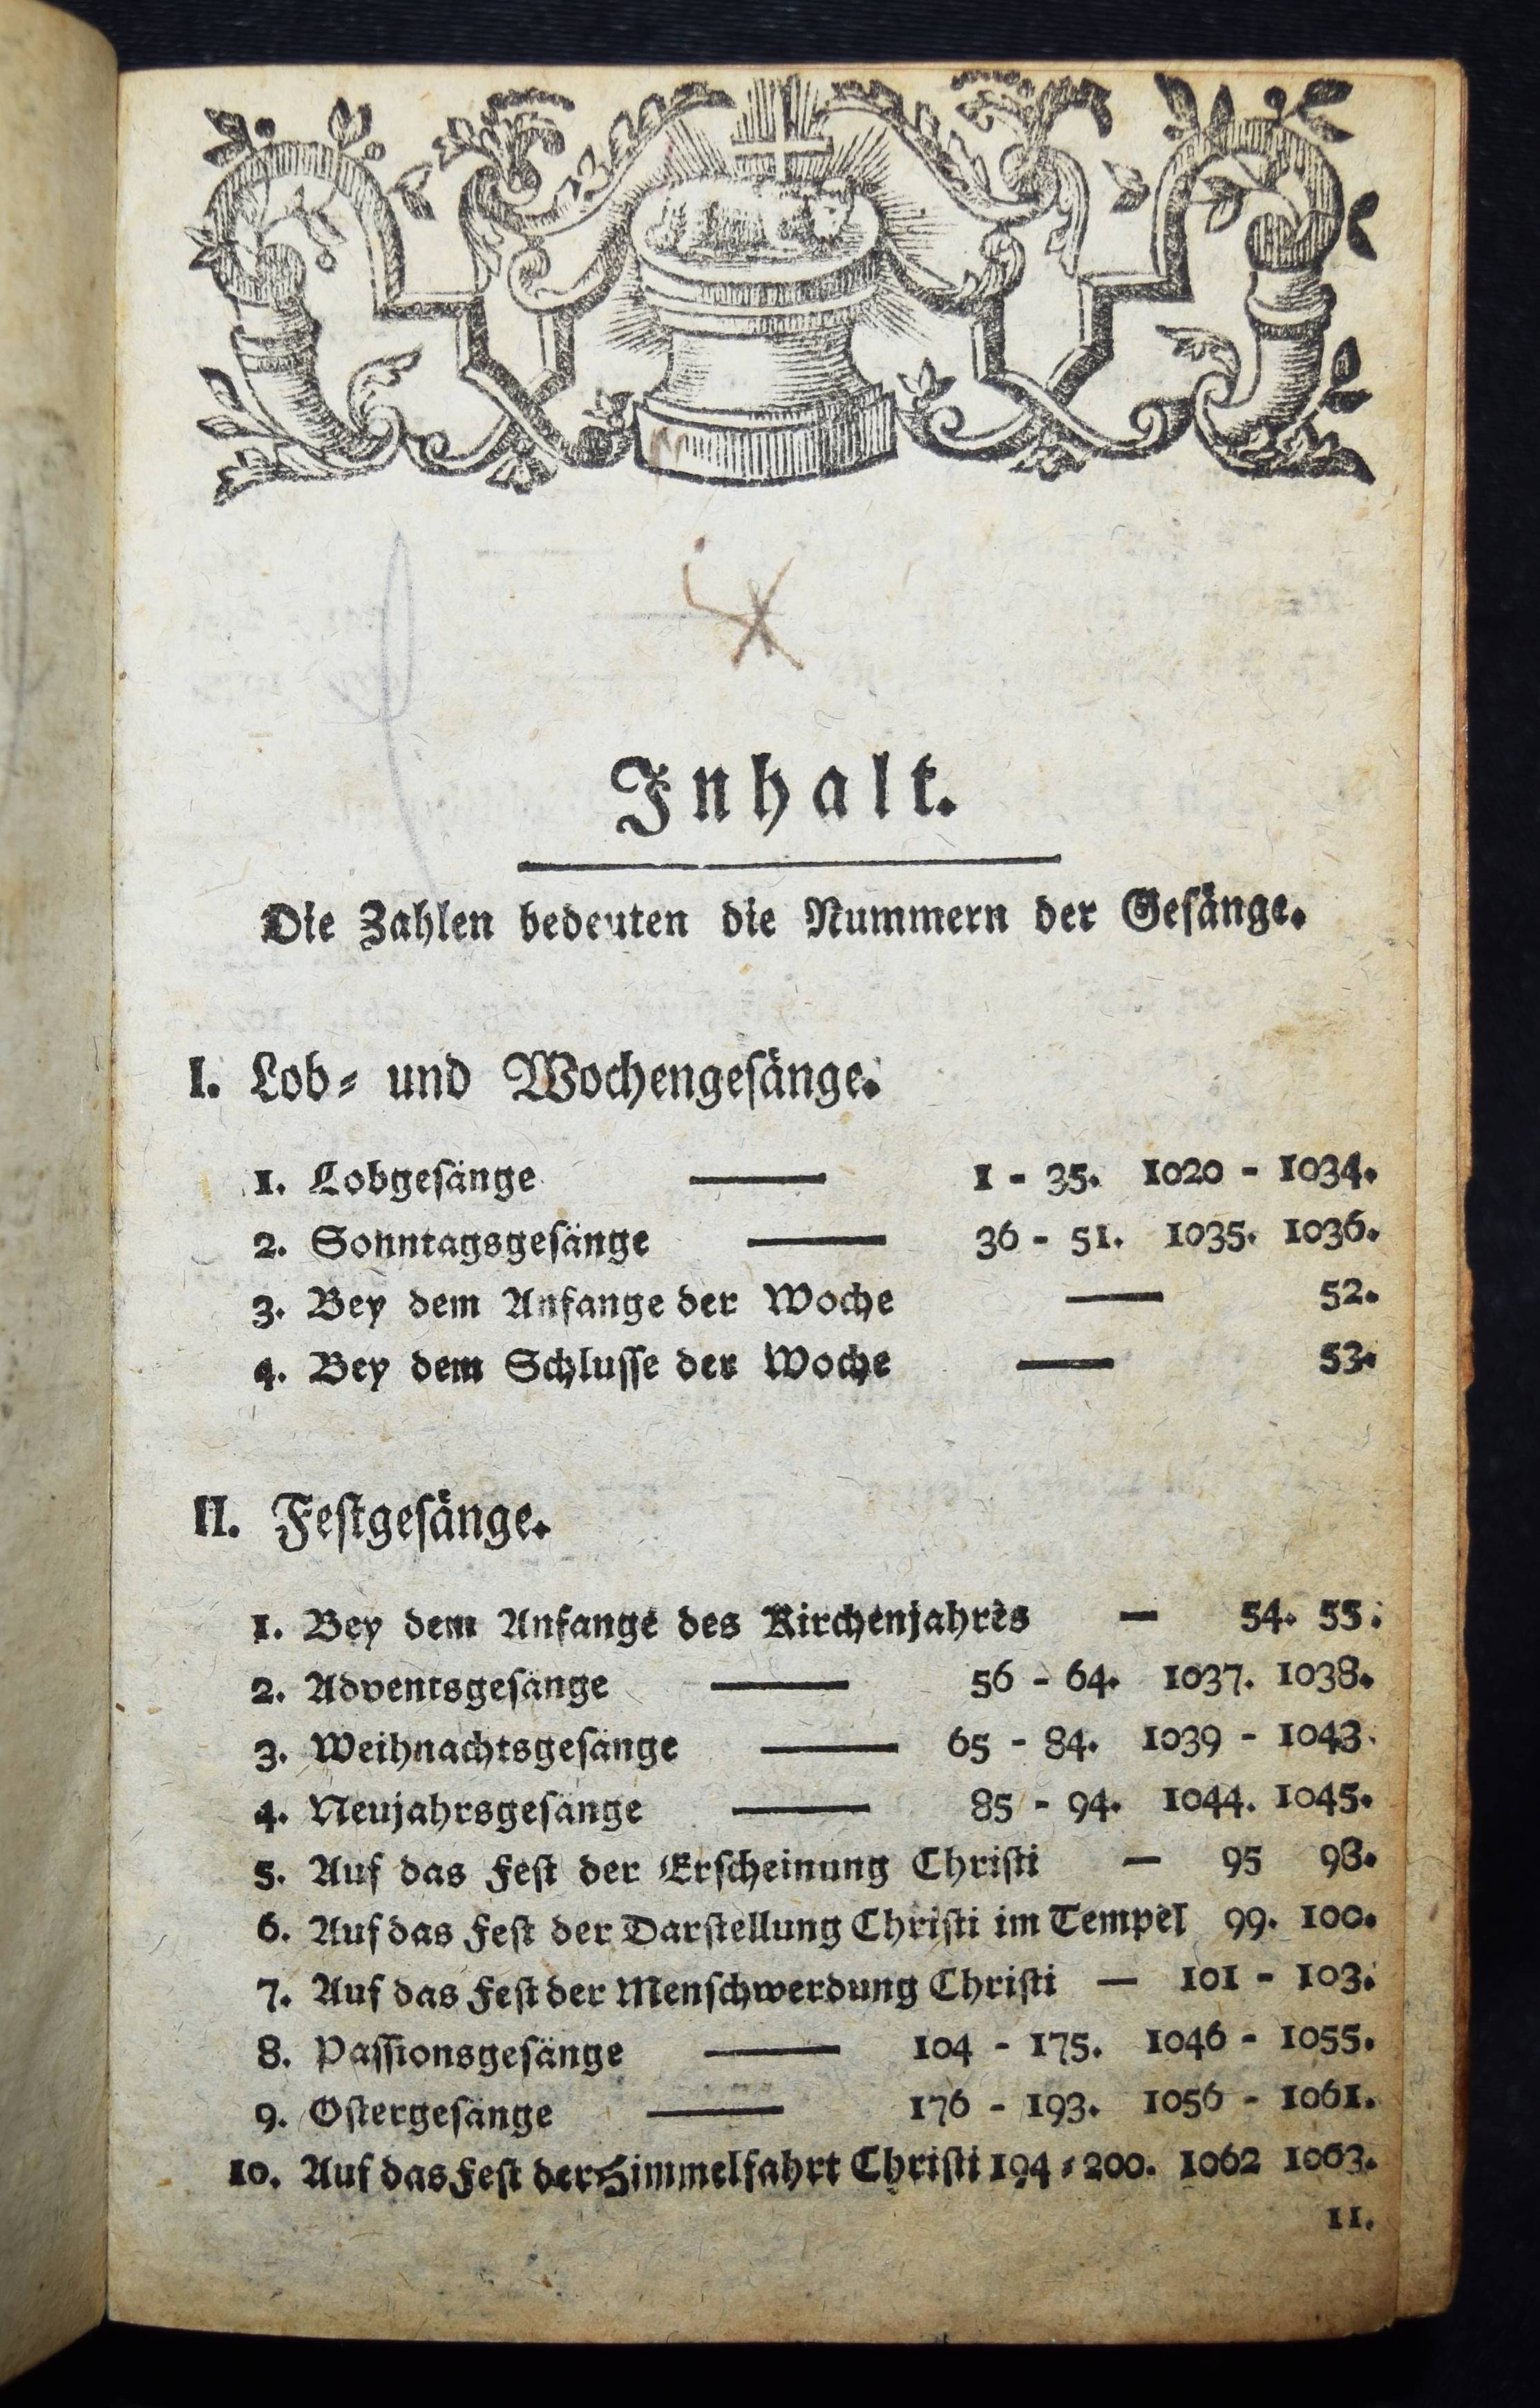 Inhalt.
Die Zahlen bedeuten die Nummern der Gesänge.
I. Lob- und Wochengesänge.
1. Lobgesänge — 1 - 35. 1020 - 1034.
2. Sonntagsgesänge — 36 - 51. 1035. 1036.
3. Bey dem Anfange der Woche — 52.
4. Bey dem Schlusse der Woche — 53.
II. Festgesänge.
1. Bey dem Anfange des Kirchenjahres — 54. 55.
2. Adventsgesänge — 56 - 64. 1037. 1038.
3. Weihnachtsgesänge — 65 - 84. 1039 - 1043.
4. Neujahrsgesänge — 85 - 94. 1044. 1045.
5. Auf das Fest der Erscheinung Christi — 95 98.
6. Auf das Fest der Darstellung Christi im Tempel 99. 100.
7. Auf das Fest der Menschwerdung Christi — 101 - 103.
8. Passionsgesänge — 104 - 175. 1046 - 1055.
9. Ostergesänge — 176 - 193. 1056 - 1061.
10. Auf das Fest der Himmelfahrt Christi 194 - 200. 1062 1063.
11.